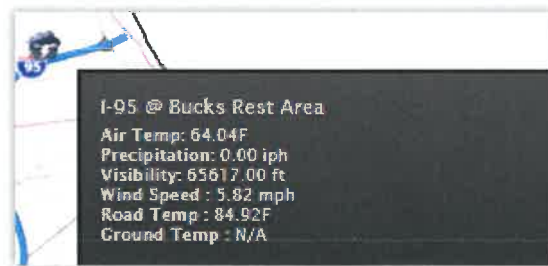 95
I-95 @ Bucks Rest Area
Air Temp: 64.04F
Precipitation: 0.00 iph
Visibility: 65617.00 ft
Wind Speed : 5.82 mph
Road Temp : 84.92F
Ground Temp : N/A